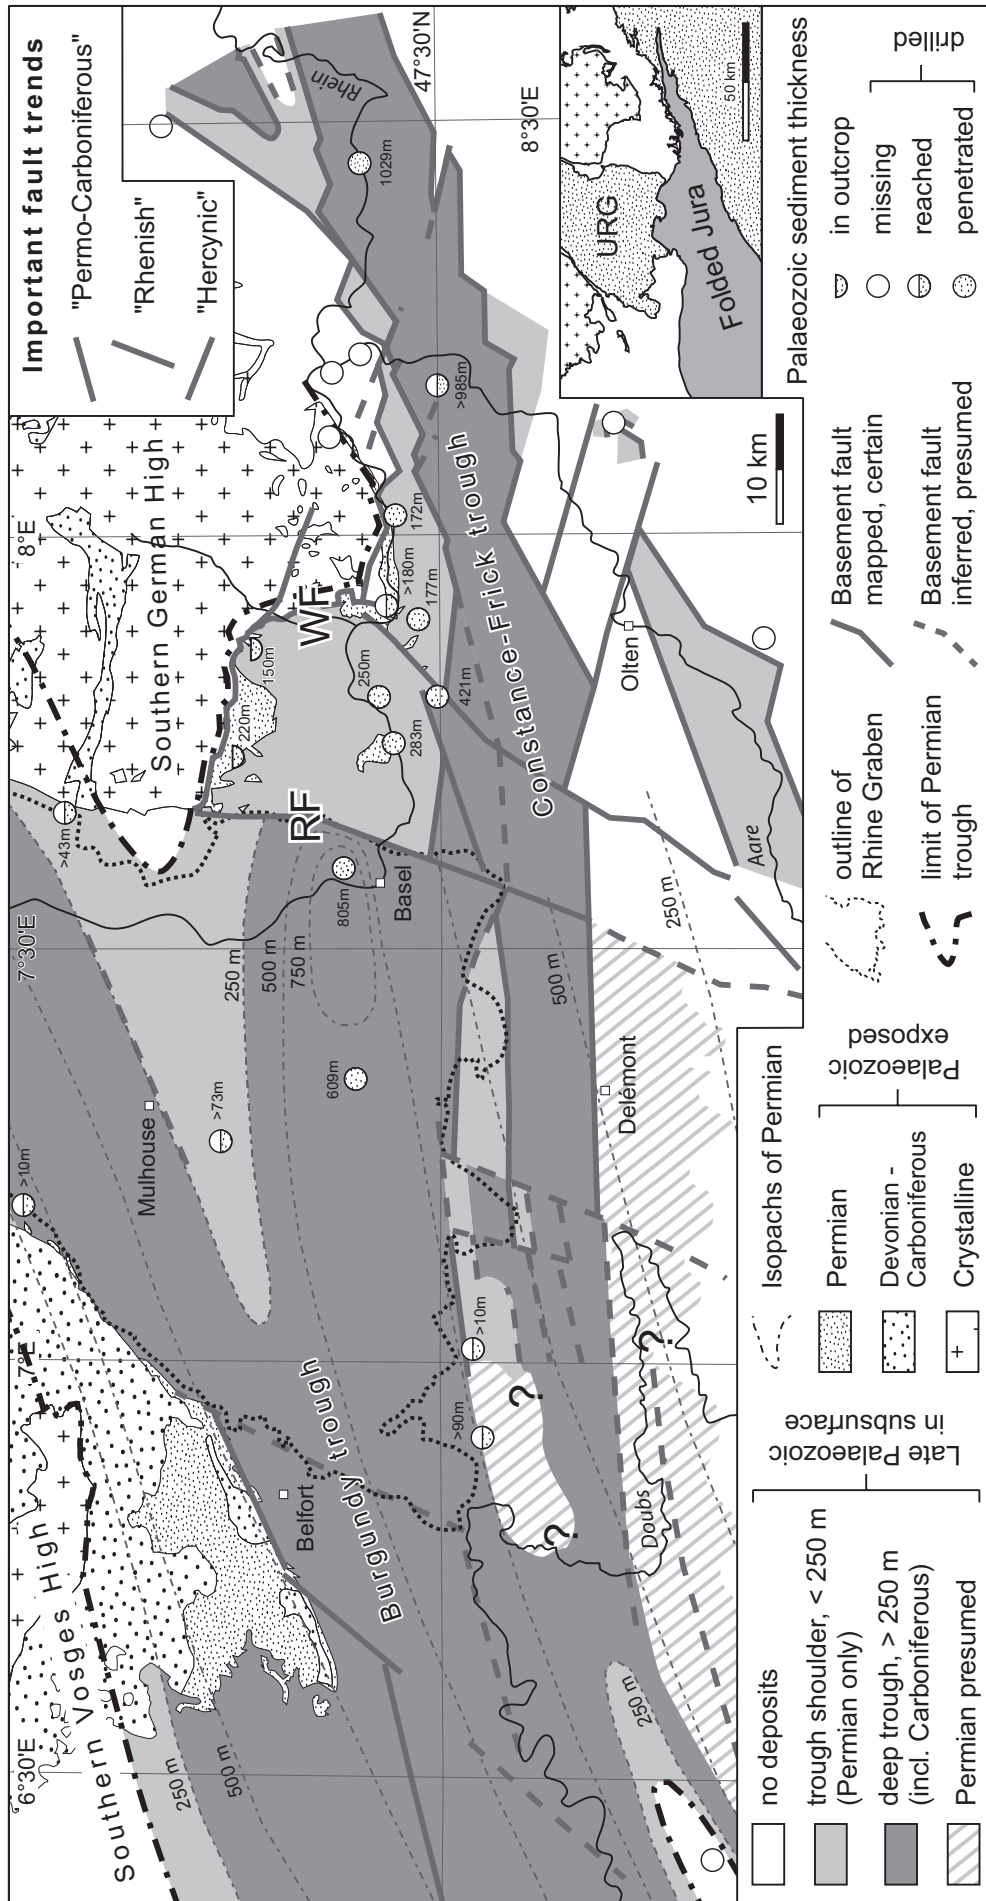 Important fault trends
"Permo-Carboniferous"
"Rhenish"
"Hercynic"
6°30'E
7°E
7°30'E
8°E
8°30'E
47°30'N
Southern Vosges High
Southern German High
Burgundy trough
Constance-Frick trough
RF
WF
Rhein
Aare
Doubs
Belfort
Mulhouse
Basel
Delémont
Olten
250 m
500 m
250 m
250 m
500 m
750 m
500 m
250 m
>10m
>73m
>43m
609m
805m
>10m
>90m
220m
150m
250m
283m
421m
>180m
177m
172m
>985m
1029m
?
?
?
10 km
URG
Folded Jura
50 km
Late Palaeozoic
in subsurface
no deposits
trough shoulder, < 250 m
(Permian only)
deep trough, > 250 m
(incl. Carboniferous)
Permian presumed
Isopachs of Permian
Permian
Devonian -
Carboniferous
Crystalline
Palaeozoic
exposed
outline of
Rhine Graben
limit of Permian
trough
Basement fault
mapped, certain
Basement fault
inferred, presumed
Palaeozoic sediment thickness
in outcrop
missing
reached
penetrated
drilled